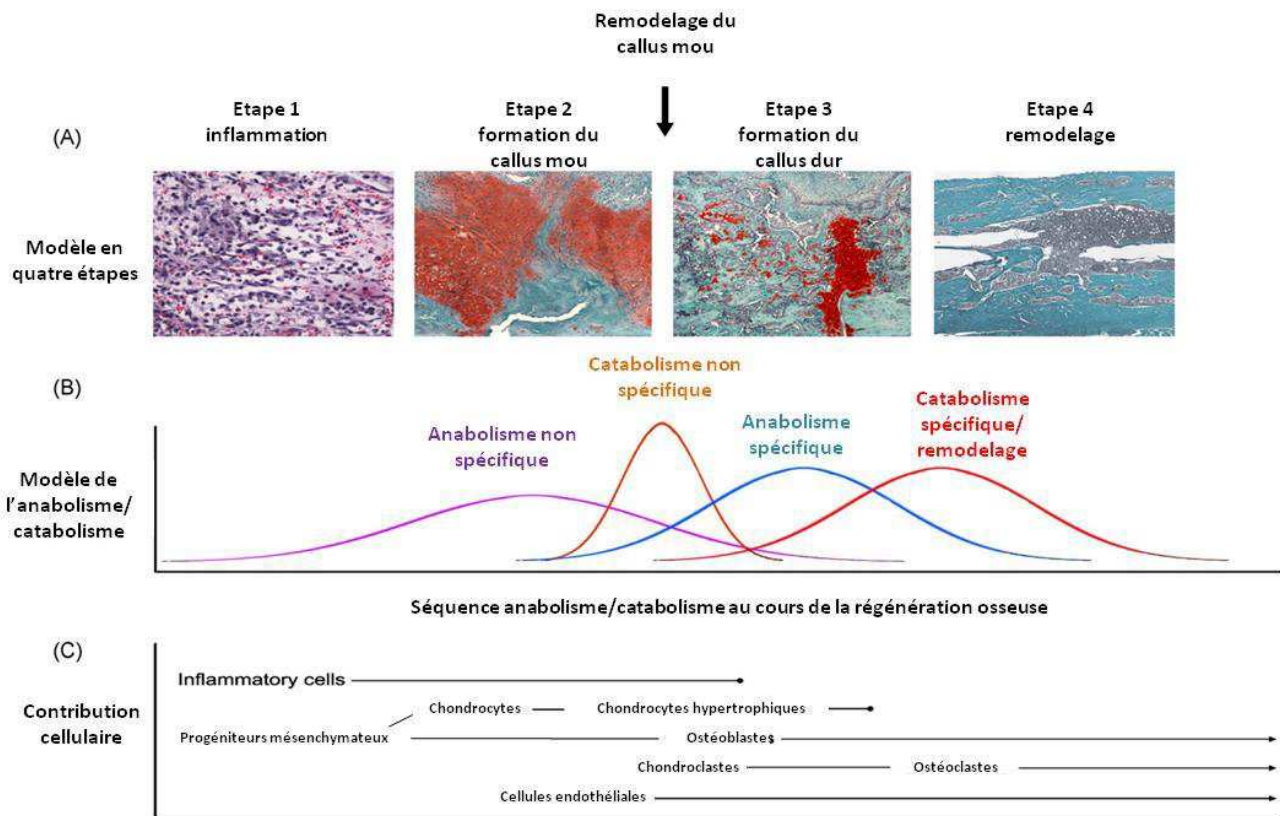 Remodelage du
callus mou
Etape 1
inflammation
Etape 2
formation du
callus mou
Etape 3
formation du
callus dur
Etape 4
remodelage
(A)
Modèle en
quatre étapes
(B)
Catabolisme non
spécifique
Anabolisme non
spécifique
Anabolisme
spécifique
Catabolisme
spécifique/
remodelage
Modèle de
l'anabolisme/
catabolisme
Séquence anabolisme/catabolisme au cours de la régénération osseuse
(C)
Contribution
cellulaire
Inflammatory cells
Chondrocytes Chondrocytes hypertrophiques
Progéniteurs mésenchymateux Ostéoblastes
Chondroclastes Ostéoclastes
Cellules endothéliales